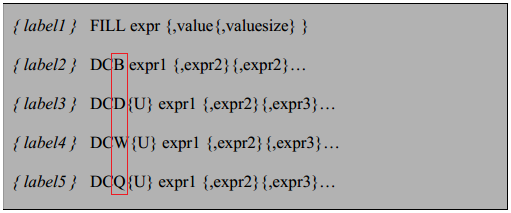 { label1 } FILL expr {,value{,valuesize} }
{ label2 } DCB expr1 {,expr2}{,expr2}…
{ label3 } DCD{U} expr1 {,expr2}{,expr3}…
{ label4 } DCW{U} expr1 {,expr2}{,expr3}…
{ label5 } DCQ{U} expr1 {,expr2}{,expr3}…